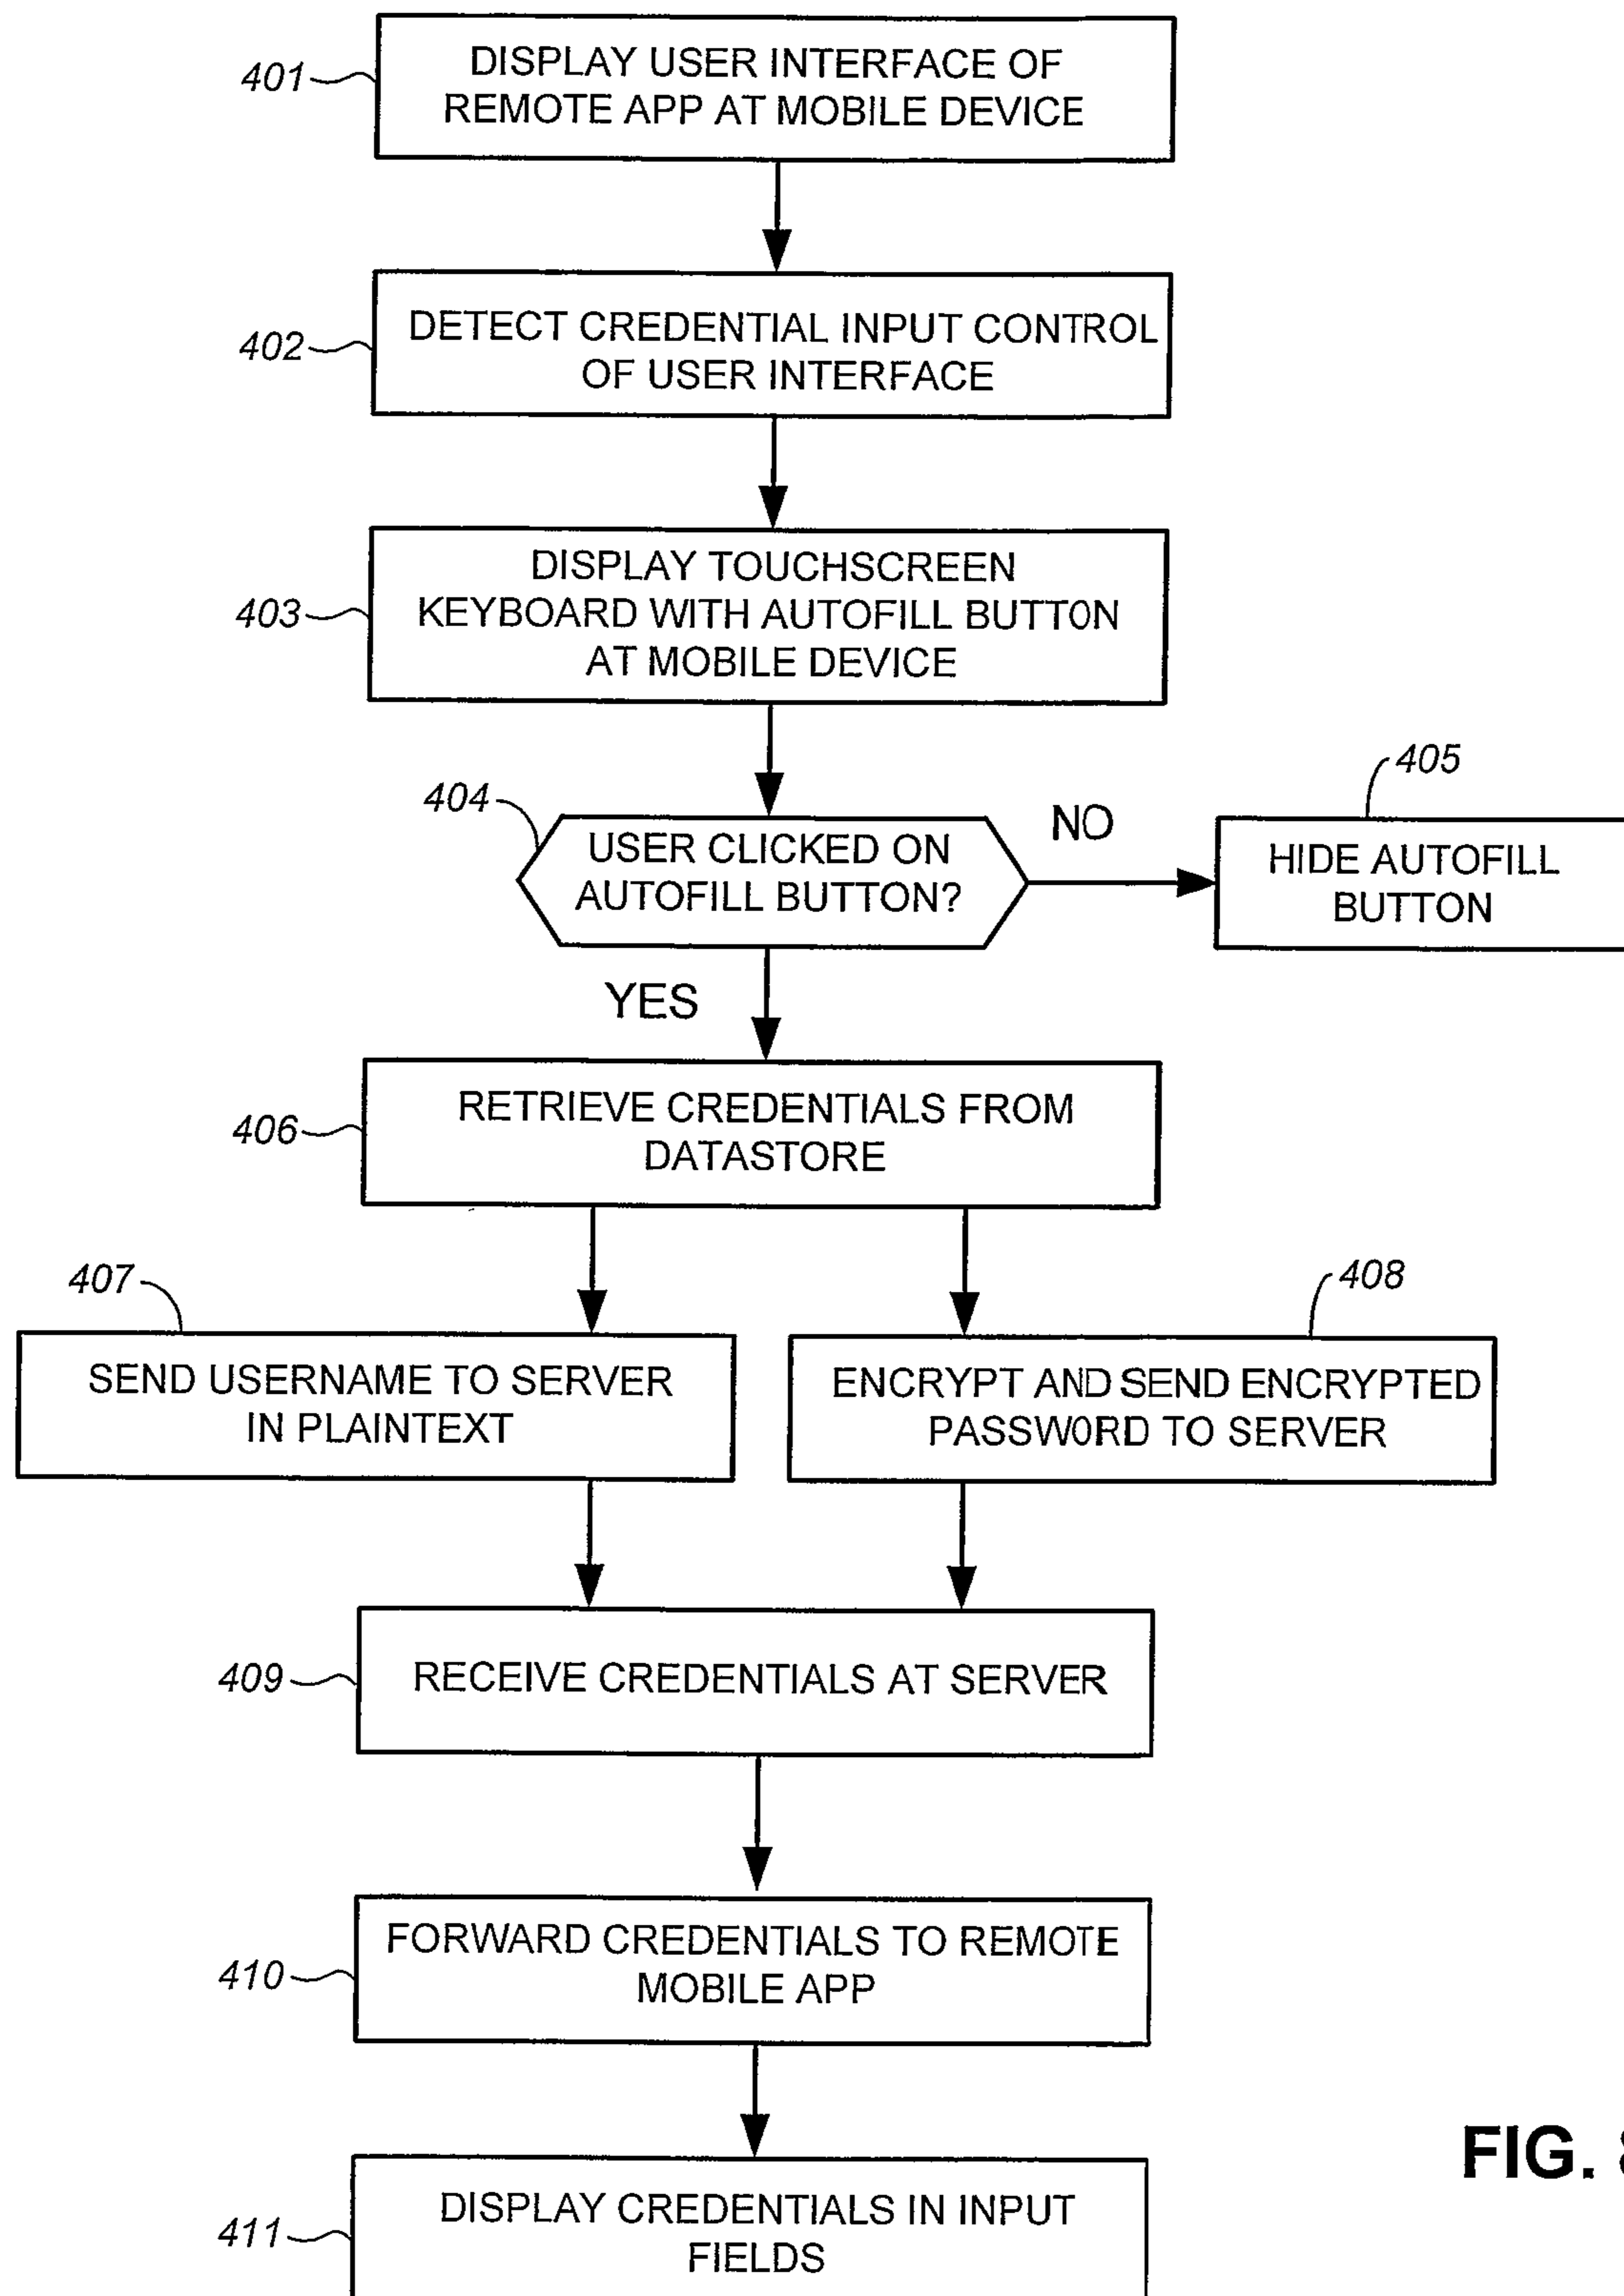 401
DISPLAY USER INTERFACE OF
REMOTE APP AT MOBILE DEVICE
402
DETECT CREDENTIAL INPUT CONTROL
OF USER INTERFACE
403
DISPLAY TOUCHSCREEN
KEYBOARD WITH AUTOFILL BUTTON
AT MOBILE DEVICE
404
USER CLICKED ON
AUTOFILL BUTTON?
NO
405
HIDE AUTOFILL
BUTTON
YES
406
RETRIEVE CREDENTIALS FROM
DATASTORE
407
SEND USERNAME TO SERVER
IN PLAINTEXT
408
ENCRYPT AND SEND ENCRYPTED
PASSWORD TO SERVER
409
RECEIVE CREDENTIALS AT SERVER
410
FORWARD CREDENTIALS TO REMOTE
MOBILE APP
411
DISPLAY CREDENTIALS IN INPUT
FIELDS
FIG.